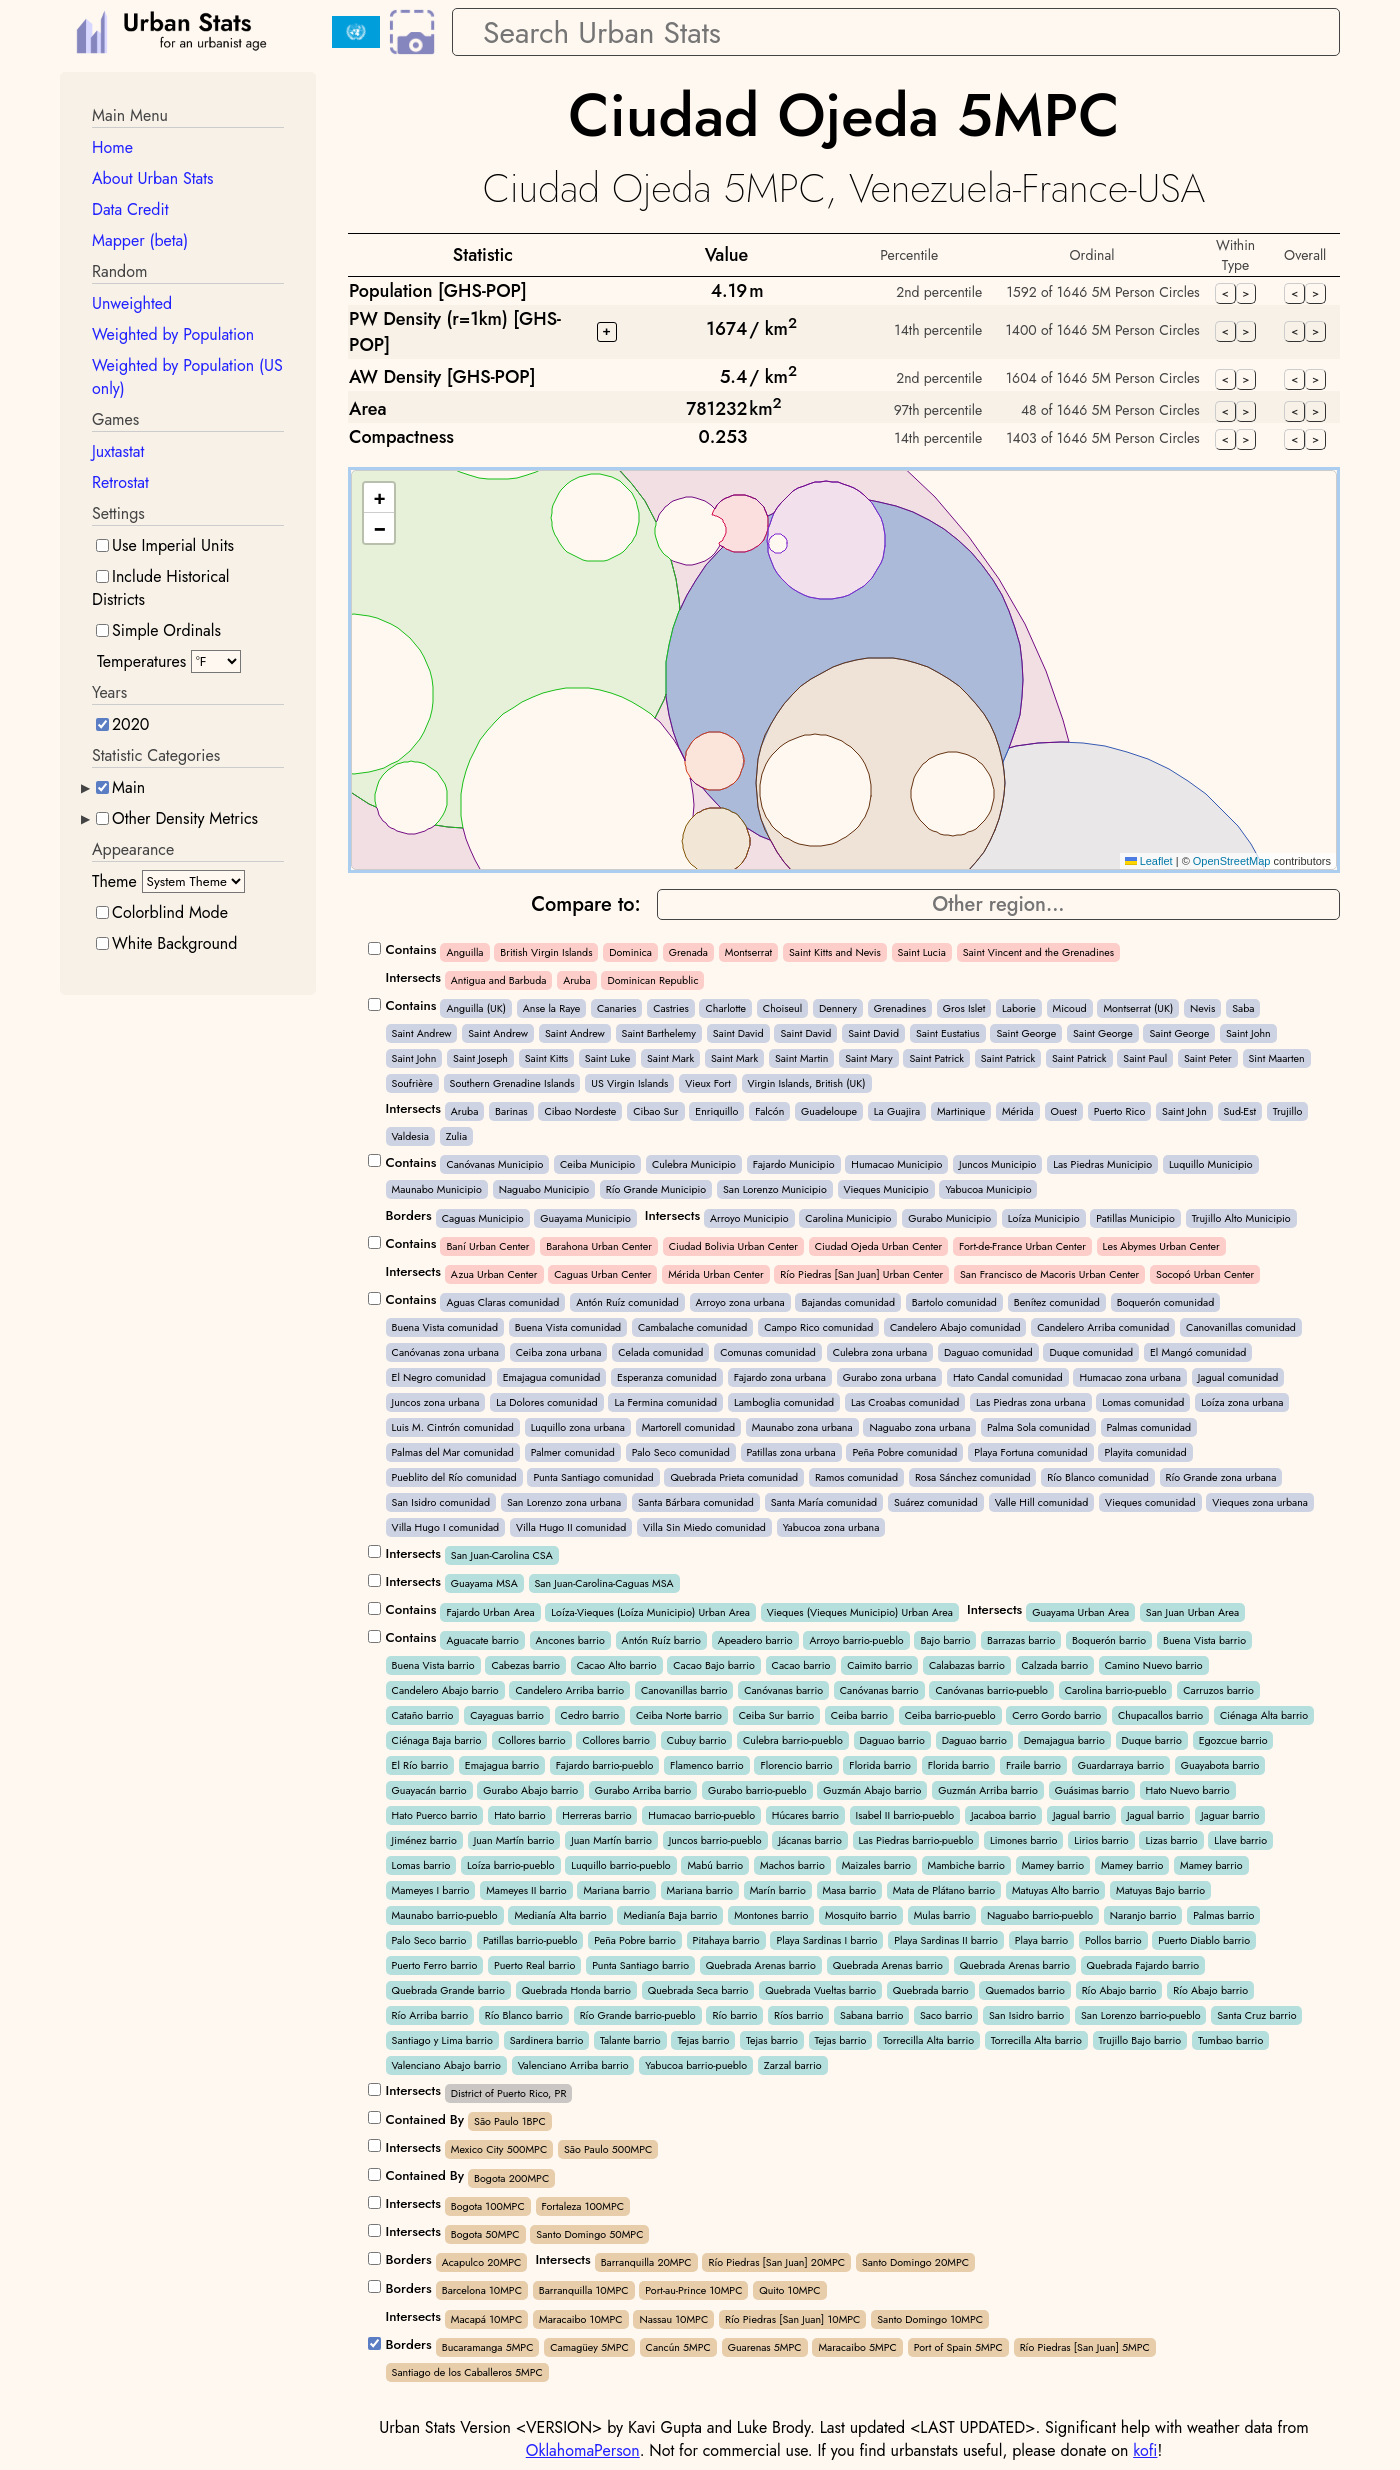 Urban Stats
for an urbanist age
Search Urban Stats
Main Menu
Home
About Urban Stats
Data Credit
Mapper (beta)
Random
Unweighted
Weighted by Population
Weighted by Population (US
only)
Games
Juxtastat
Retrostat
Settings
Use Imperial Units
Include Historical
Districts
Simple Ordinals
Temperatures °F
Years
2020
Statistic Categories
Main
Other Density Metrics
Appearance
Theme System Theme
Colorblind Mode
White Background
Ciudad Ojeda 5MPC
Ciudad Ojeda 5MPC, Venezuela-France-USA
Statistic Value Percentile Ordinal Within Type Overall
Population [GHS-POP] 4.19 m 2nd percentile 1592 of 1646 5M Person Circles < > < >
PW Density (r=1km) [GHS-POP] + 1674 / km2 14th percentile 1400 of 1646 5M Person Circles < > < >
AW Density [GHS-POP] 5.4 / km2 2nd percentile 1604 of 1646 5M Person Circles < > < >
Area 781232 km2 97th percentile 48 of 1646 5M Person Circles < > < >
Compactness 0.253 14th percentile 1403 of 1646 5M Person Circles < > < >
+
−
Leaflet | © OpenStreetMap contributors
Compare to: Other region...
Contains Anguilla British Virgin Islands Dominica Grenada Montserrat Saint Kitts and Nevis Saint Lucia Saint Vincent and the Grenadines
Intersects Antigua and Barbuda Aruba Dominican Republic
Contains Anguilla (UK) Anse la Raye Canaries Castries Charlotte Choiseul Dennery Grenadines Gros Islet Laborie Micoud Montserrat (UK) Nevis Saba
Saint Andrew Saint Andrew Saint Andrew Saint Barthelemy Saint David Saint David Saint David Saint Eustatius Saint George Saint George Saint George Saint John
Saint John Saint Joseph Saint Kitts Saint Luke Saint Mark Saint Mark Saint Martin Saint Mary Saint Patrick Saint Patrick Saint Patrick Saint Paul Saint Peter Sint Maarten
Soufrière Southern Grenadine Islands US Virgin Islands Vieux Fort Virgin Islands, British (UK)
Intersects Aruba Barinas Cibao Nordeste Cibao Sur Enriquillo Falcón Guadeloupe La Guajira Martinique Mérida Ouest Puerto Rico Saint John Sud-Est Trujillo
Valdesia Zulia
Contains Canóvanas Municipio Ceiba Municipio Culebra Municipio Fajardo Municipio Humacao Municipio Juncos Municipio Las Piedras Municipio Luquillo Municipio
Maunabo Municipio Naguabo Municipio Río Grande Municipio San Lorenzo Municipio Vieques Municipio Yabucoa Municipio
Borders Caguas Municipio Guayama Municipio Intersects Arroyo Municipio Carolina Municipio Gurabo Municipio Loíza Municipio Patillas Municipio Trujillo Alto Municipio
Contains Baní Urban Center Barahona Urban Center Ciudad Bolivia Urban Center Ciudad Ojeda Urban Center Fort-de-France Urban Center Les Abymes Urban Center
Intersects Azua Urban Center Caguas Urban Center Mérida Urban Center Río Piedras [San Juan] Urban Center San Francisco de Macoris Urban Center Socopó Urban Center
Contains Aguas Claras comunidad Antón Ruíz comunidad Arroyo zona urbana Bajandas comunidad Bartolo comunidad Benítez comunidad Boquerón comunidad
Buena Vista comunidad Buena Vista comunidad Cambalache comunidad Campo Rico comunidad Candelero Abajo comunidad Candelero Arriba comunidad Canovanillas comunidad
Canóvanas zona urbana Ceiba zona urbana Celada comunidad Comunas comunidad Culebra zona urbana Daguao comunidad Duque comunidad El Mangó comunidad
El Negro comunidad Emajagua comunidad Esperanza comunidad Fajardo zona urbana Gurabo zona urbana Hato Candal comunidad Humacao zona urbana Jagual comunidad
Juncos zona urbana La Dolores comunidad La Fermina comunidad Lamboglia comunidad Las Croabas comunidad Las Piedras zona urbana Lomas comunidad Loíza zona urbana
Luis M. Cintrón comunidad Luquillo zona urbana Martorell comunidad Maunabo zona urbana Naguabo zona urbana Palma Sola comunidad Palmas comunidad
Palmas del Mar comunidad Palmer comunidad Palo Seco comunidad Patillas zona urbana Peña Pobre comunidad Playa Fortuna comunidad Playita comunidad
Pueblito del Río comunidad Punta Santiago comunidad Quebrada Prieta comunidad Ramos comunidad Rosa Sánchez comunidad Río Blanco comunidad Río Grande zona urbana
San Isidro comunidad San Lorenzo zona urbana Santa Bárbara comunidad Santa María comunidad Suárez comunidad Valle Hill comunidad Vieques comunidad Vieques zona urbana
Villa Hugo I comunidad Villa Hugo II comunidad Villa Sin Miedo comunidad Yabucoa zona urbana
Intersects San Juan-Carolina CSA
Intersects Guayama MSA San Juan-Carolina-Caguas MSA
Contains Fajardo Urban Area Loíza-Vieques (Loíza Municipio) Urban Area Vieques (Vieques Municipio) Urban Area Intersects Guayama Urban Area San Juan Urban Area
Contains Aguacate barrio Ancones barrio Antón Ruíz barrio Apeadero barrio Arroyo barrio-pueblo Bajo barrio Barrazas barrio Boquerón barrio Buena Vista barrio
Buena Vista barrio Cabezas barrio Cacao Alto barrio Cacao Bajo barrio Cacao barrio Caimito barrio Calabazas barrio Calzada barrio Camino Nuevo barrio
Candelero Abajo barrio Candelero Arriba barrio Canovanillas barrio Canóvanas barrio Canóvanas barrio Canóvanas barrio-pueblo Carolina barrio-pueblo Carruzos barrio
Cataño barrio Cayaguas barrio Cedro barrio Ceiba Norte barrio Ceiba Sur barrio Ceiba barrio Ceiba barrio-pueblo Cerro Gordo barrio Chupacallos barrio Ciénaga Alta barrio
Ciénaga Baja barrio Collores barrio Collores barrio Cubuy barrio Culebra barrio-pueblo Daguao barrio Daguao barrio Demajagua barrio Duque barrio Egozcue barrio
El Río barrio Emajagua barrio Fajardo barrio-pueblo Flamenco barrio Florencio barrio Florida barrio Florida barrio Fraile barrio Guardarraya barrio Guayabota barrio
Guayacán barrio Gurabo Abajo barrio Gurabo Arriba barrio Gurabo barrio-pueblo Guzmán Abajo barrio Guzmán Arriba barrio Guásimas barrio Hato Nuevo barrio
Hato Puerco barrio Hato barrio Herreras barrio Humacao barrio-pueblo Húcares barrio Isabel II barrio-pueblo Jacaboa barrio Jagual barrio Jagual barrio Jaguar barrio
Jiménez barrio Juan Martín barrio Juan Martín barrio Juncos barrio-pueblo Jácanas barrio Las Piedras barrio-pueblo Limones barrio Lirios barrio Lizas barrio Llave barrio
Lomas barrio Loíza barrio-pueblo Luquillo barrio-pueblo Mabú barrio Machos barrio Maizales barrio Mambiche barrio Mamey barrio Mamey barrio Mamey barrio
Mameyes I barrio Mameyes II barrio Mariana barrio Mariana barrio Marín barrio Masa barrio Mata de Plátano barrio Matuyas Alto barrio Matuyas Bajo barrio
Maunabo barrio-pueblo Medianía Alta barrio Medianía Baja barrio Montones barrio Mosquito barrio Mulas barrio Naguabo barrio-pueblo Naranjo barrio Palmas barrio
Palo Seco barrio Patillas barrio-pueblo Peña Pobre barrio Pitahaya barrio Playa Sardinas I barrio Playa Sardinas II barrio Playa barrio Pollos barrio Puerto Diablo barrio
Puerto Ferro barrio Puerto Real barrio Punta Santiago barrio Quebrada Arenas barrio Quebrada Arenas barrio Quebrada Arenas barrio Quebrada Fajardo barrio
Quebrada Grande barrio Quebrada Honda barrio Quebrada Seca barrio Quebrada Vueltas barrio Quebrada barrio Quemados barrio Río Abajo barrio Río Abajo barrio
Río Arriba barrio Río Blanco barrio Río Grande barrio-pueblo Río barrio Ríos barrio Sabana barrio Saco barrio San Isidro barrio San Lorenzo barrio-pueblo Santa Cruz barrio
Santiago y Lima barrio Sardinera barrio Talante barrio Tejas barrio Tejas barrio Tejas barrio Torrecilla Alta barrio Torrecilla Alta barrio Trujillo Bajo barrio Tumbao barrio
Valenciano Abajo barrio Valenciano Arriba barrio Yabucoa barrio-pueblo Zarzal barrio
Intersects District of Puerto Rico, PR
Contained By São Paulo 1BPC
Intersects Mexico City 500MPC São Paulo 500MPC
Contained By Bogota 200MPC
Intersects Bogota 100MPC Fortaleza 100MPC
Intersects Bogota 50MPC Santo Domingo 50MPC
Borders Acapulco 20MPC Intersects Barranquilla 20MPC Río Piedras [San Juan] 20MPC Santo Domingo 20MPC
Borders Barcelona 10MPC Barranquilla 10MPC Port-au-Prince 10MPC Quito 10MPC
Intersects Macapá 10MPC Maracaibo 10MPC Nassau 10MPC Río Piedras [San Juan] 10MPC Santo Domingo 10MPC
Borders Bucaramanga 5MPC Camagüey 5MPC Cancún 5MPC Guarenas 5MPC Maracaibo 5MPC Port of Spain 5MPC Río Piedras [San Juan] 5MPC
Santiago de los Caballeros 5MPC
Urban Stats Version <VERSION> by Kavi Gupta and Luke Brody. Last updated <LAST UPDATED>. Significant help with weather data from
OklahomaPerson. Not for commercial use. If you find urbanstats useful, please donate on kofi!